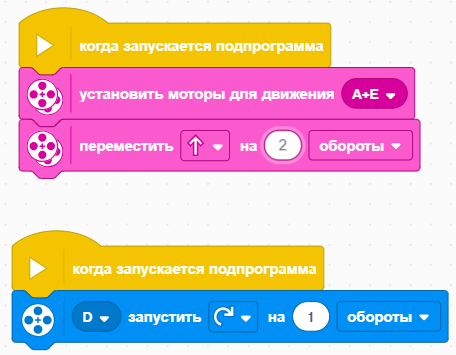 когда запускается подпрограмма
установить моторы для движения A+E
переместить на 2 обороты
когда запускается подпрограмма
D запустить на 1 обороты